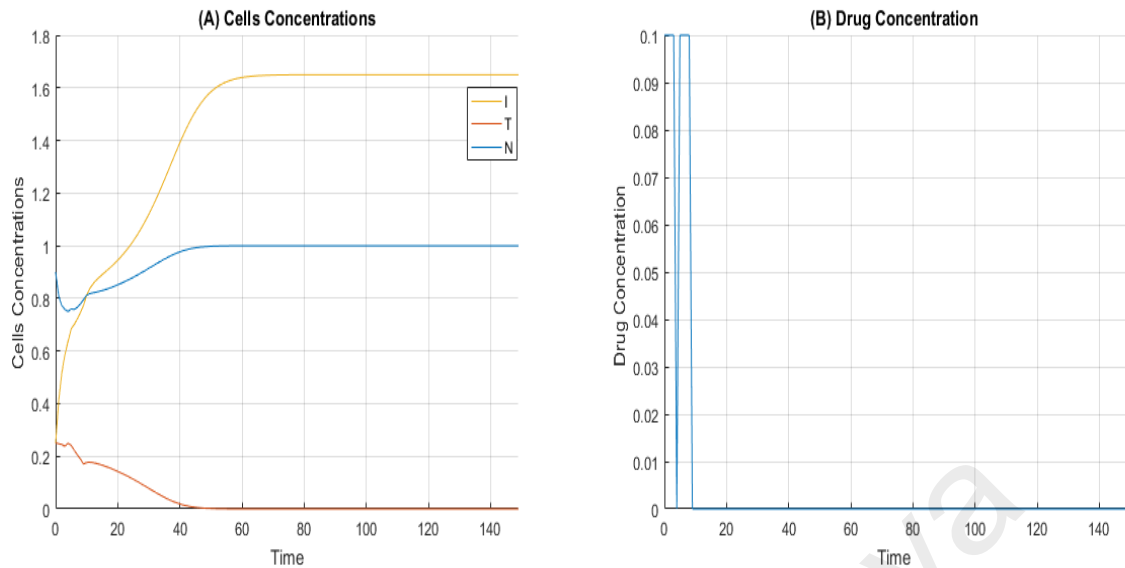 (A) Cells Concentrations
1.8
1.6
1.4
1.2
1
0.8
0.6
0.4
0.2
0
Cells Concentrations
I
T
N
0 20 40 60 80 100 120 140
Time
(B) Drug Concentration
0.1
0.09
0.08
0.07
0.06
0.05
0.04
0.03
0.02
0.01
0
Drug Concentration
0 20 40 60 80 100 120 140
Time
va